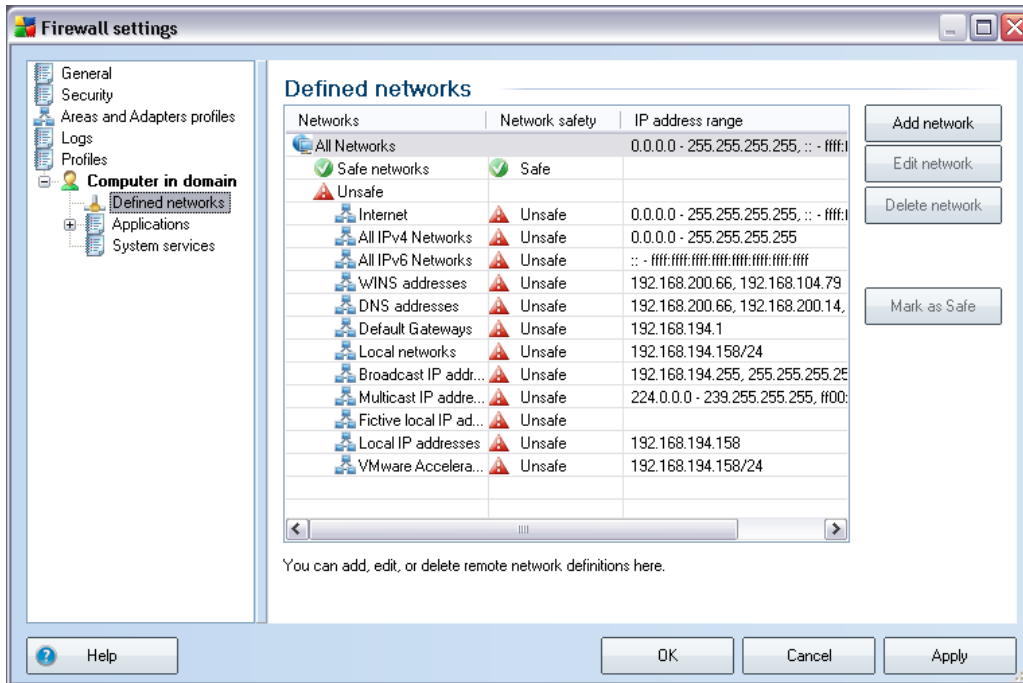 Firewall settings
General
Security
Areas and Adapters profiles
Logs
Profiles
Computer in domain
Defined networks
Applications
System services
Defined networks
Networks Network safety IP address range
All Networks 0.0.0.0 - 255.255.255.255, :: - ffff:
Safe networks Safe
Unsafe
Internet Unsafe 0.0.0.0 - 255.255.255.255, :: - ffff:
All IPv4 Networks Unsafe 0.0.0.0 - 255.255.255.255
All IPv6 Networks Unsafe :: - ffff:ffff:ffff:ffff:ffff:ffff:ffff:ffff
WINS addresses Unsafe 192.168.200.66, 192.168.104.79
DNS addresses Unsafe 192.168.200.66, 192.168.200.14,
Default Gateways Unsafe 192.168.194.1
Local networks Unsafe 192.168.194.158/24
Broadcast IP addr... Unsafe 192.168.194.255, 255.255.255.25
Multicast IP addre... Unsafe 224.0.0.0 - 239.255.255.255, ff00:
Fictive local IP ad... Unsafe
Local IP addresses Unsafe 192.168.194.158
VMware Accelera... Unsafe 192.168.194.158/24
Add network
Edit network
Delete network
Mark as Safe
You can add, edit, or delete remote network definitions here.
Help OK Cancel Apply